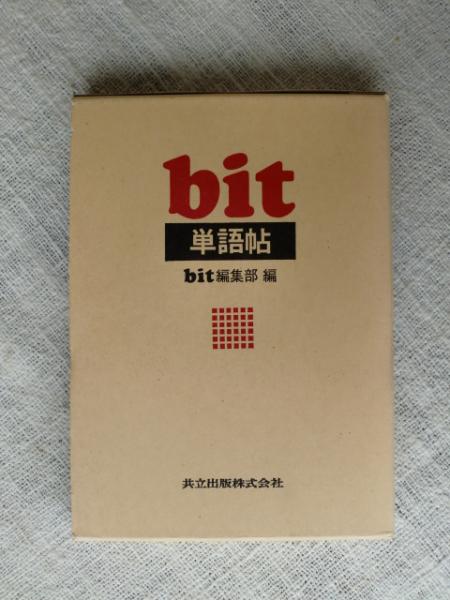 bit
単語帖
bit編集部 編
共立出版株式会社